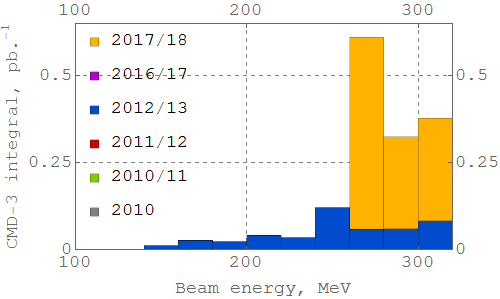 100 200 300
CMD-3 integral, pb.⁻¹
0.5 0.5
0.25 0.25
0 0
2017/18
2016/17
2012/13
2011/12
2010/11
2010
100 200 300
Beam energy, MeV